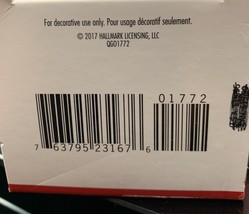 For decorative use only. Pour usage décoratif seulement.
© 2017 HALLMARK LICENSING, LLC
QGO1772
01772
7 63795 23167 6